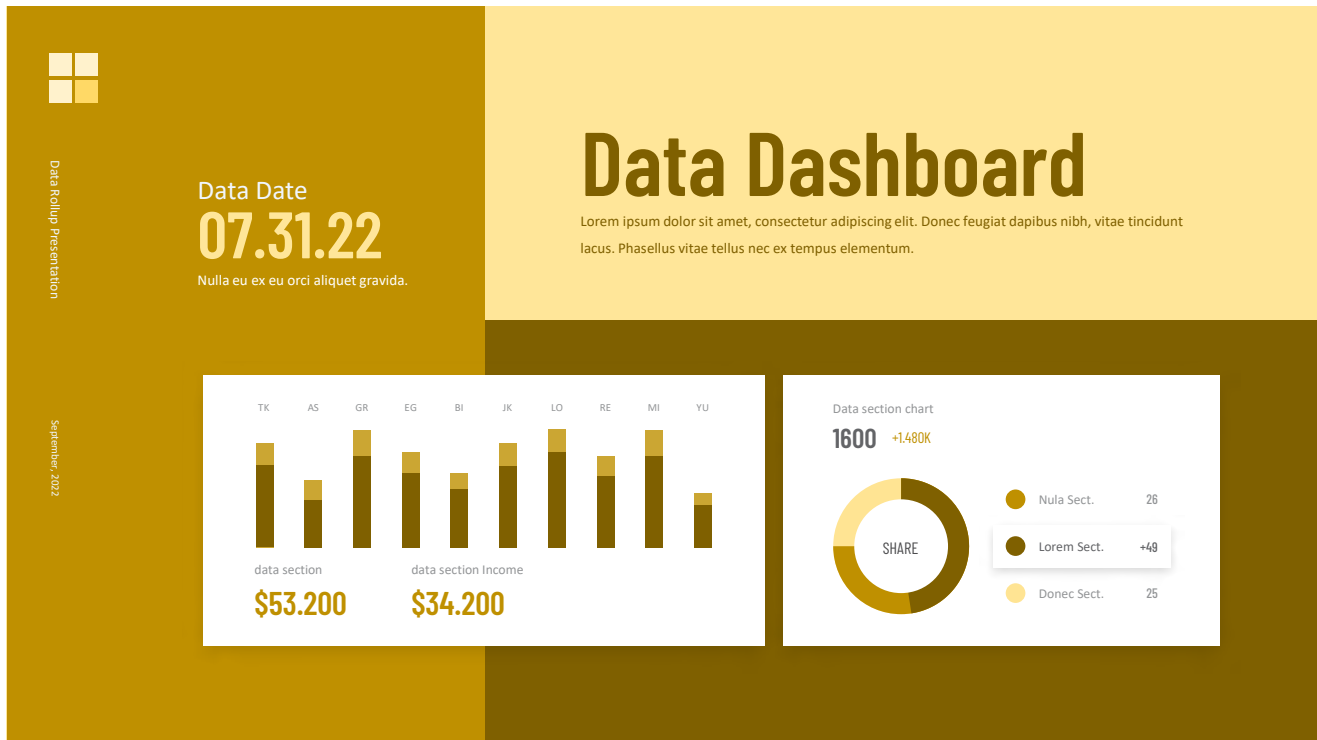 Data Rollup Presentation
September, 2022
Data Date
07.31.22
Nulla eu ex eu orci aliquet gravida.
Data Dashboard
Lorem ipsum dolor sit amet, consectetur adipiscing elit. Donec feugiat dapibus nibh, vitae tincidunt
lacus. Phasellus vitae tellus nec ex tempus elementum.
TK AS GR EG BI JK LO RE MI YU
data section data section Income
$53.200 $34.200
Data section chart
1600 +1.480K
SHARE
Nula Sect. 26
Lorem Sect. +49
Donec Sect. 25